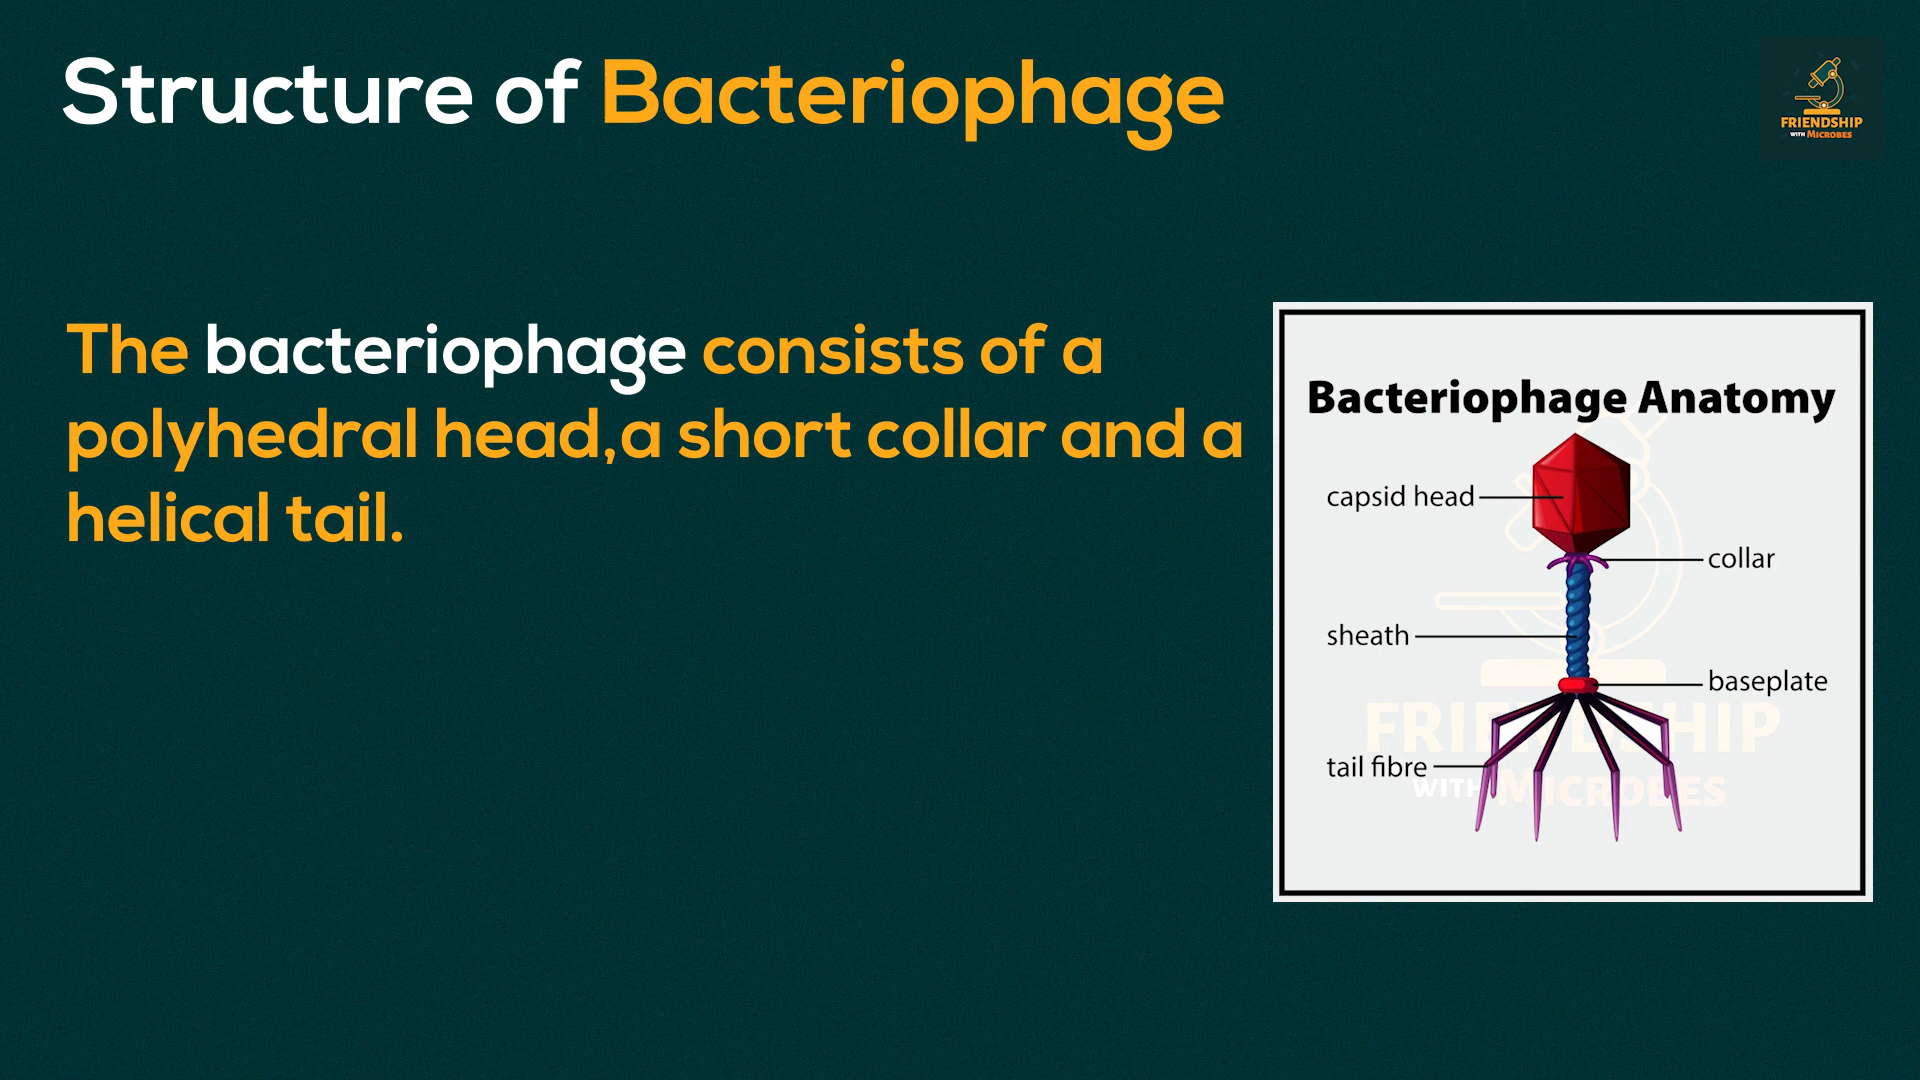 Structure of Bacteriophage
FRIENDSHIP
WITH MICROBES
The bacteriophage consists of a
polyhedral head,a short collar and a
helical tail.
Bacteriophage Anatomy
capsid head
collar
sheath
baseplate
tail fibre
FRIENDSHIP
WITH MICROBES